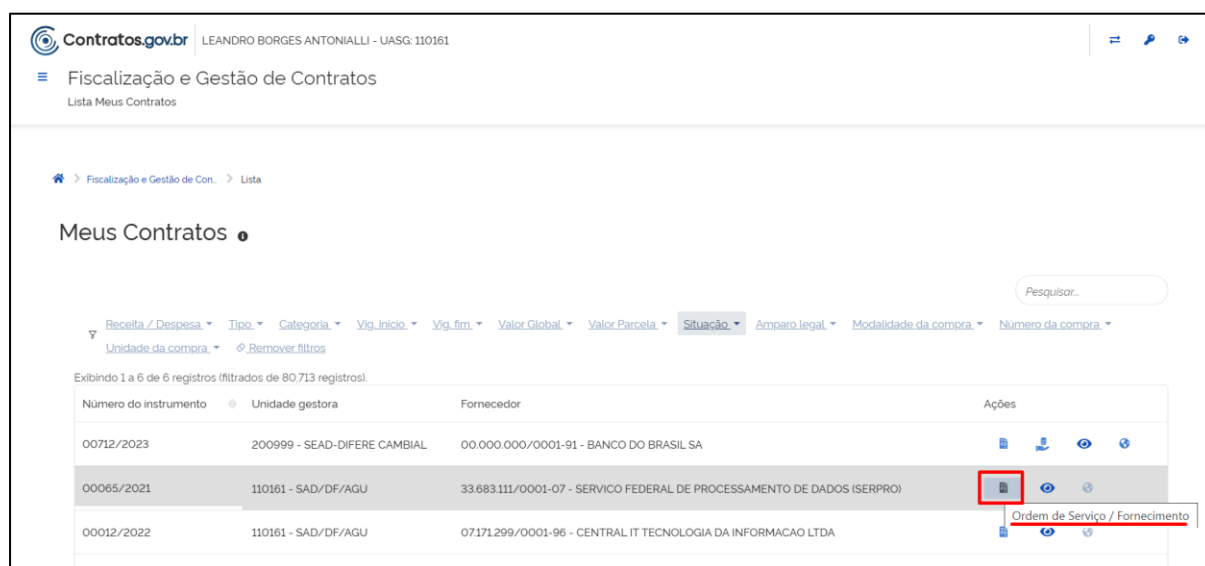 Contratos.gov.br LEANDRO BORGES ANTONIALLI - UASG: 110161
Fiscalização e Gestão de Contratos
Lista Meus Contratos
Fiscalização e Gestão de Con... > Lista
Meus Contratos
Pesquisar...
Receita / Despesa Tipo Categoria Vig. inicio Vig. fim Valor Global Valor Parcela Situação Amparo legal Modalidade da compra Número da compra
Unidade da compra Remover filtros
Exibindo 1 a 6 de 6 registros (filtrados de 80.713 registros).
Número do instrumento Unidade gestora Fornecedor Ações
00712/2023 200999 - SEAD-DIFERE CAMBIAL 00.000.000/0001-91 - BANCO DO BRASIL SA
00065/2021 110161 - SAD/DF/AGU 33.683.111/0001-07 - SERVICO FEDERAL DE PROCESSAMENTO DE DADOS (SERPRO)
Ordem de Serviço / Fornecimento
00012/2022 110161 - SAD/DF/AGU 07.171.299/0001-96 - CENTRAL IT TECNOLOGIA DA INFORMACAO LTDA